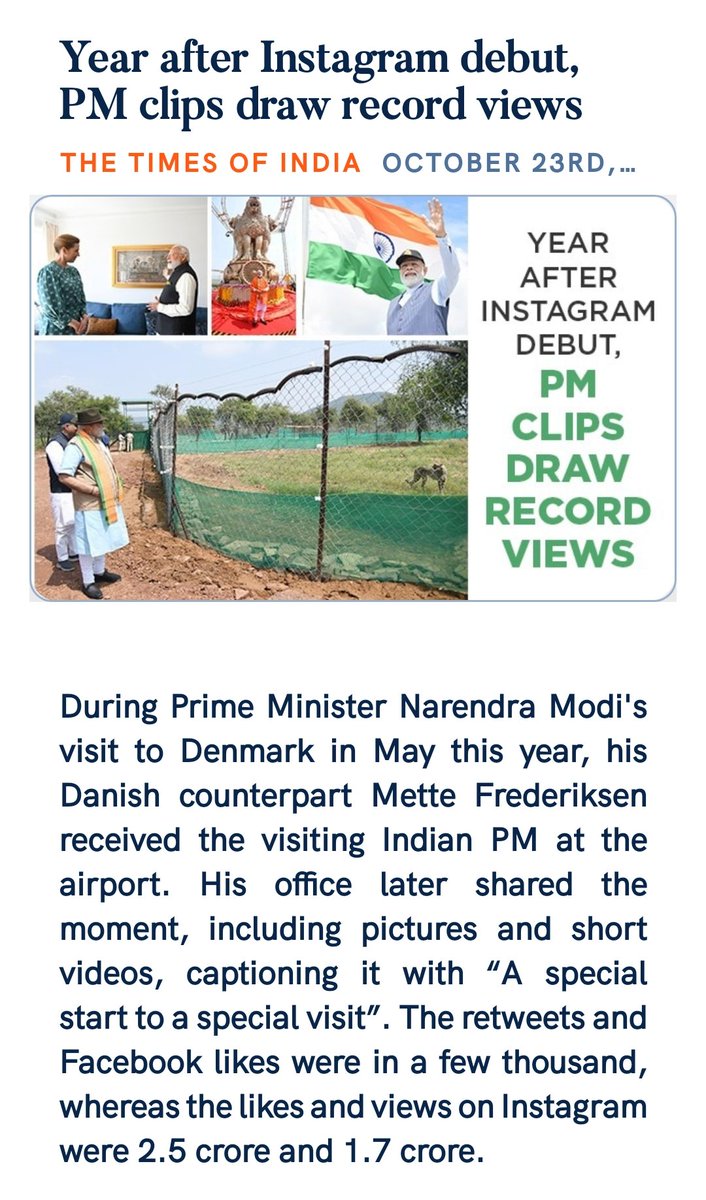 Year after Instagram debut,
PM clips draw record views
THE TIMES OF INDIA OCTOBER 23RD,…
YEAR
AFTER
INSTAGRAM
DEBUT,
PM
CLIPS
DRAW
RECORD
VIEWS
During Prime Minister Narendra Modi's
visit to Denmark in May this year, his
Danish counterpart Mette Frederiksen
received the visiting Indian PM at the
airport. His office later shared the
moment, including pictures and short
videos, captioning it with “A special
start to a special visit”. The retweets and
Facebook likes were in a few thousand,
whereas the likes and views on Instagram
were 2.5 crore and 1.7 crore.